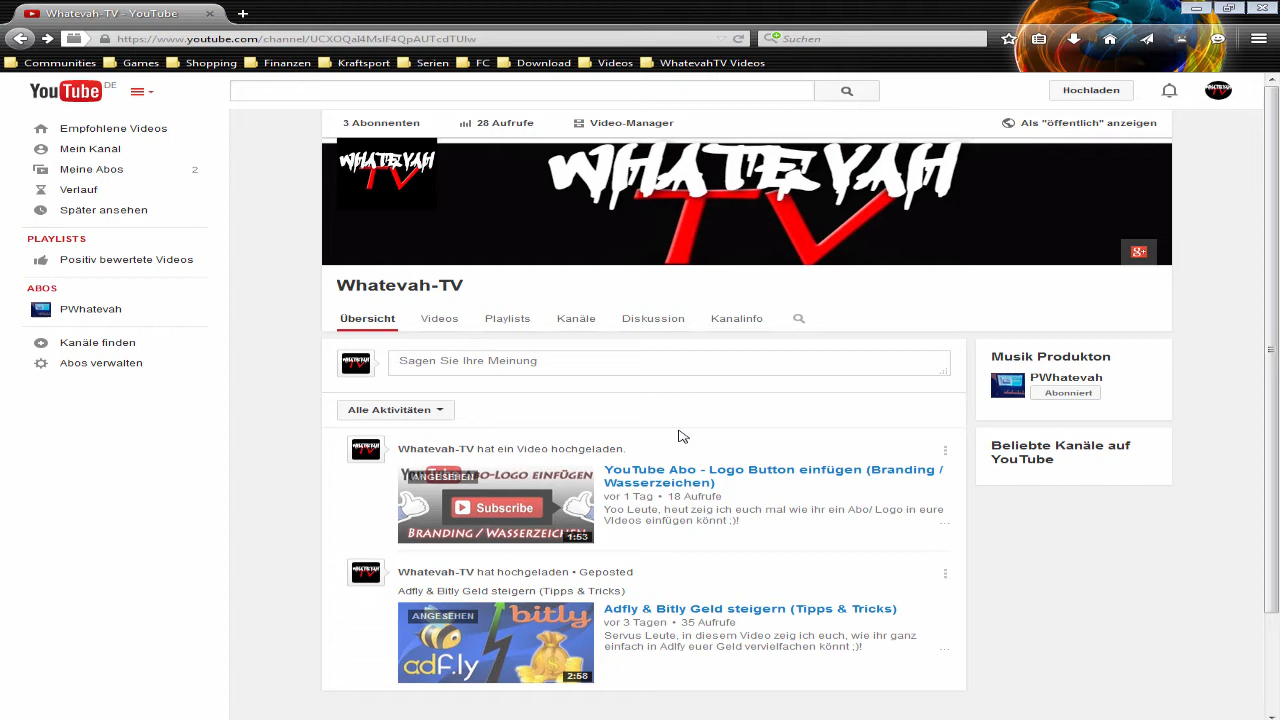 Whatevah-TV - YouTube
https://www.youtube.com/channel/UCXOQal4MsIF4QpAUTcdTUlw
Suchen
Communities Games Shopping Finanzen Kraftsport Serien FC Download Videos WhatevahTV Videos
YouTube DE
Hochladen
Empfohlene Videos
Mein Kanal
Meine Abos 2
Verlauf
Später ansehen
PLAYLISTS
Positiv bewertete Videos
ABOS
PWhatevah
Kanäle finden
Abos verwalten
3 Abonnenten 28 Aufrufe Video-Manager Als "öffentlich" anzeigen
WHATEVAH TV
WHATEVAH
TV
g+
Whatevah-TV
Übersicht Videos Playlists Kanäle Diskussion Kanalinfo
Sagen Sie Ihre Meinung
Alle Aktivitäten
Whatevah-TV hat ein Video hochgeladen.
ANGESEHEN
ABO-LOGO EINFÜGEN
Subscribe
BRANDING / WASSERZEICHEN
1:53
YouTube Abo - Logo Button einfügen (Branding /
Wasserzeichen)
vor 1 Tag • 18 Aufrufe
Yoo Leute, heut zeig ich euch mal wie ihr ein Abo/ Logo in eure
VIdeos einfügen könnt ;)!
...
Whatevah-TV hat hochgeladen • Geposted
Adfly & Bitly Geld steigern (Tipps & Tricks)
ANGESEHEN
bitly
adf.ly
2:58
Adfly & Bitly Geld steigern (Tipps & Tricks)
vor 3 Tagen • 35 Aufrufe
Servus Leute, in diesem Video zeig ich euch, wie ihr ganz
einfach in Adlfy euer Geld vervielfachen könnt ;)!
...
Musik Produkton
PWhatevah
Abonniert
Beliebte Kanäle auf
YouTube